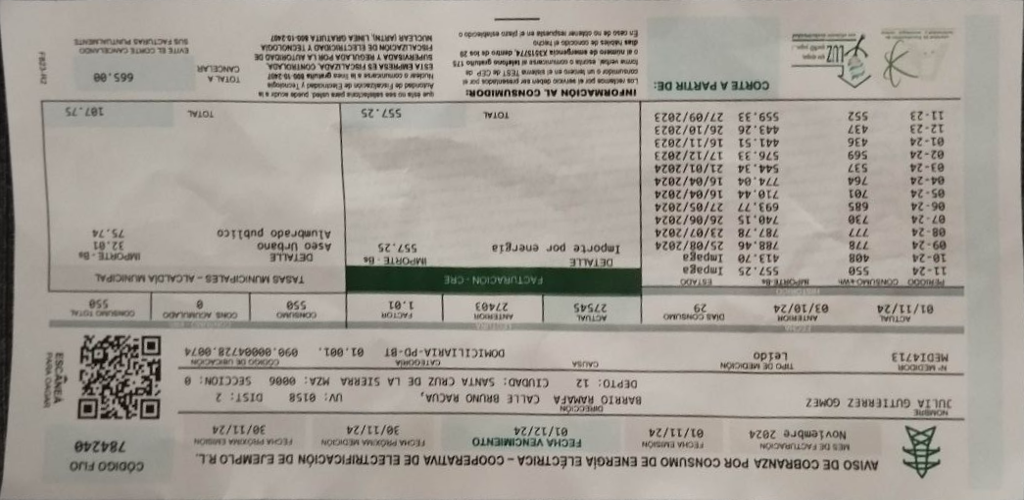 AVISO DE COBRANZA POR CONSUMO DE ENERGÍA ELÉCTRICA – COOPERATIVA DE ELECTRIFICACIÓN DE EJEMPLO R.L.
CÓDIGO FIJO
784240
MES DE FACTURACIÓN
Noviembre 2024
FECHA EMISIÓN
01/11/24
FECHA VENCIMIENTO
01/12/24
FECHA PRÓXIMA MEDICIÓN
30/11/24
FECHA PRÓXIMA EMISIÓN
30/11/24
NOMBRE
JULIA GUTIERREZ GOMEZ
DIRECCIÓN
BARRIO RAMAFA CALLE BRUNO RACUA, UV: 0158 DIST: 2
DEPTO: 12 CIUDAD: SANTA CRUZ DE LA SIERRA MZA: 0006 SECCION: 0
ESCANÉA
PARA PAGAR
Nº MEDIDOR
MEDI4713
TIPO DE MEDICIÓN
Leído
CAUSA
CATEGORÍA
DOMICILIARIA-PD-BT
01.001.
CÓDIGO DE UBICACIÓN
090.00004728.0074
FECHA
LECTURA
CONSUMO
ACTUAL
01/11/24
ANTERIOR
03/10/24
DIAS CONSUMO
29
ACTUAL
27545
ANTERIOR
27403
FACTOR
1.01
CONSUMO
550
CONS ACUMULADO
0
CONSUMO TOTAL
550
HISTORICO
PERIODO CONSUMO-kWh IMPORTE-Bs ESTADO
11-24 550 557.25 Impaga
10-24 408 413.70 Impaga
09-24 778 788.46 25/08/2024
08-24 777 787.78 23/07/2024
07-24 730 740.15 26/06/2024
06-24 685 693.77 27/05/2024
05-24 701 710.44 16/04/2024
04-24 764 774.04 16/04/2024
03-24 537 544.34 21/01/2024
02-24 569 576.33 17/12/2023
01-24 436 441.51 16/11/2023
12-23 437 443.26 26/10/2023
11-23 552 559.33 27/09/2023
FACTURACION - CRE
DETALLE IMPORTE - Bs
Importe por energía 557.25
TOTAL 557.25
TASAS MUNICIPALES – ALCALDIA MUNICIPAL
DETALLE IMPORTE - Bs
Aseo Urbano 32.01
Alumbrado publico 75.74
TOTAL 107.75
LUZ
CORTE A PARTIR DE:
INFORMACIÓN AL CONSUMIDOR:
Los reclamos por el servicio deben ser presentados por el
consumidor o un tercero en el sistema TEST de CEP, de
forma verbal, escrita o comunicarse al teléfono gratuito 175
o al número de emergencia
días hábiles de conocido el hecho
En caso de no obtener respuesta en el plazo establecido o
que esta no sea satisfactoria para usted, puede acudir a la
Autoridad de Fiscalización de Electricidad y Tecnología
Nuclear o comunicarse a la línea gratuita 800-10-2407
ESTA EMPRESA ES FISCALIZADA, CONTROLADA,
SUPERVISADA Y REGULADA POR LA AUTORIDAD DE
FISCALIZACIÓN DE ELECTRICIDAD Y TECNOLOGÍA
NUCLEAR (AETN), LÍNEA GRATUITA 800-10-2407
TOTAL A
CANCELAR
665.00
EVITE EL CORTE CANCELANDO
SUS FACTURAS PUNTUALMENTE